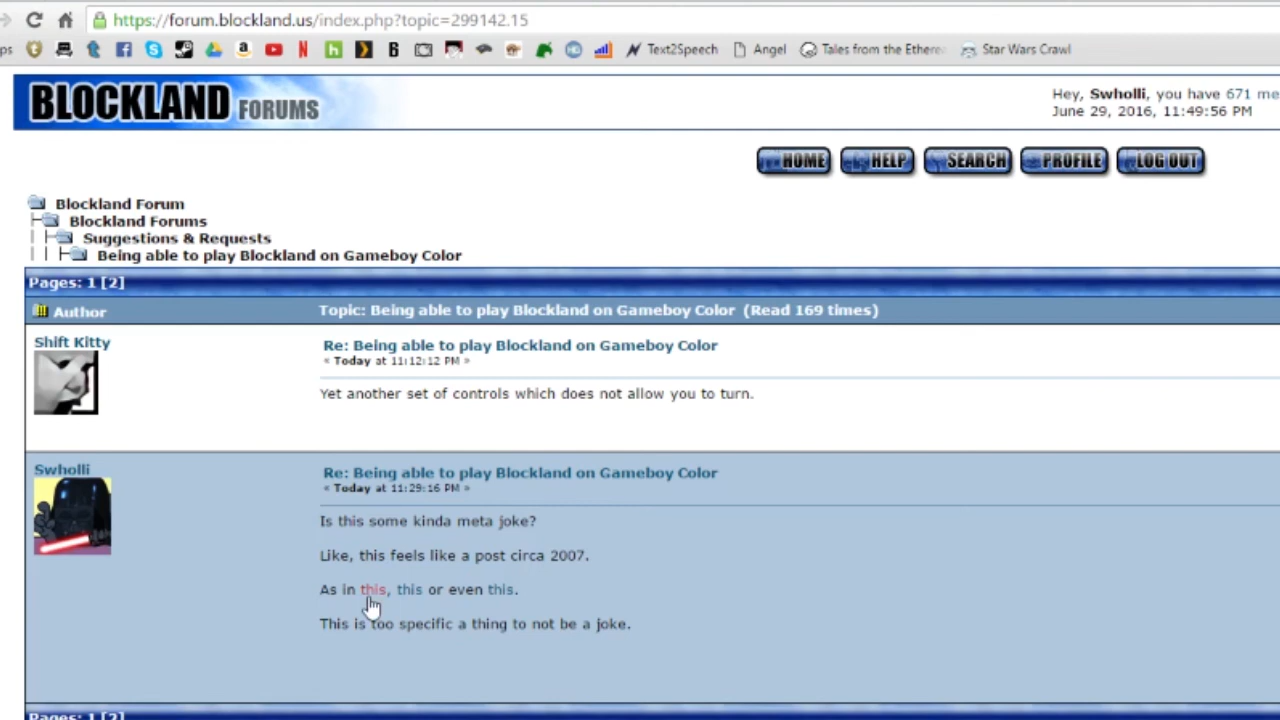 https://forum.blockland.us/index.php?topic=299142.15
ps
Text2Speech
Angel
Tales from the Ethere
Star Wars Crawl
BLOCKLAND FORUMS
Hey, Swholli, you have 671 me
June 29, 2016, 11:49:56 PM
HOME HELP SEARCH PROFILE LOG OUT
Blockland Forum
Blockland Forums
Suggestions & Requests
Being able to play Blockland on Gameboy Color
Pages: 1 [2]
Author Topic: Being able to play Blockland on Gameboy Color (Read 169 times)
Shift Kitty
Re: Being able to play Blockland on Gameboy Color
« Today at 11:12:12 PM »
Yet another set of controls which does not allow you to turn.
Swholli
Re: Being able to play Blockland on Gameboy Color
« Today at 11:29:16 PM »
Is this some kinda meta joke?
Like, this feels like a post circa 2007.
As in this, this or even this.
This is too specific a thing to not be a joke.
Pages: 1 [2]